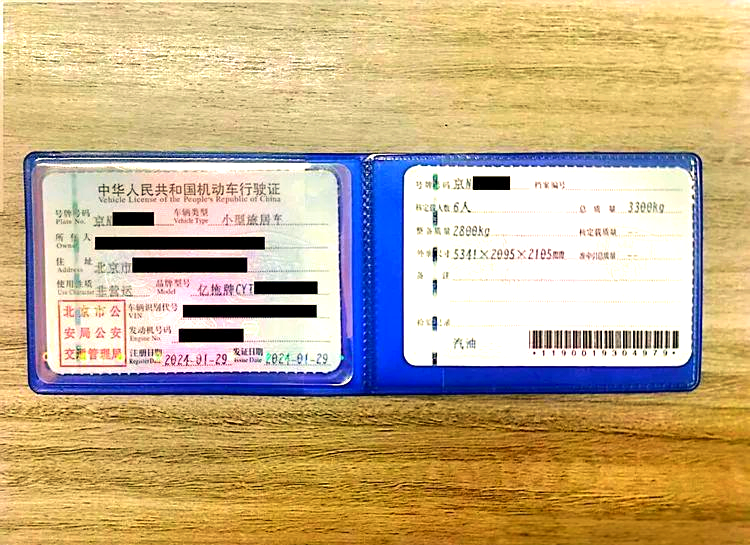 中华人民共和国机动车行驶证
Vehicle License of the People's Republic of China
号牌号码 京N 车辆类型 小型旅居车
Plate No. Vehicle Type
所有人
Owner
住址 北京市
Address
使用性质 非营运 品牌型号 亿拖牌CYT
Use Character Model
北京市公安局公安交通管理局
车辆识别代号
VIN
发动机号码
Engine No.
注册日期 2024-01-29 发证日期 2024-01-29
Register Date Issue Date
号牌号码 京N 档案编号
核定载人数 6人 总质量 3300kg
整备质量 2800kg 核定载质量 --
外廓尺寸 5341×2095×2105mm 准牵引总质量 --
备注
检验记录
汽油
*1190019304979*